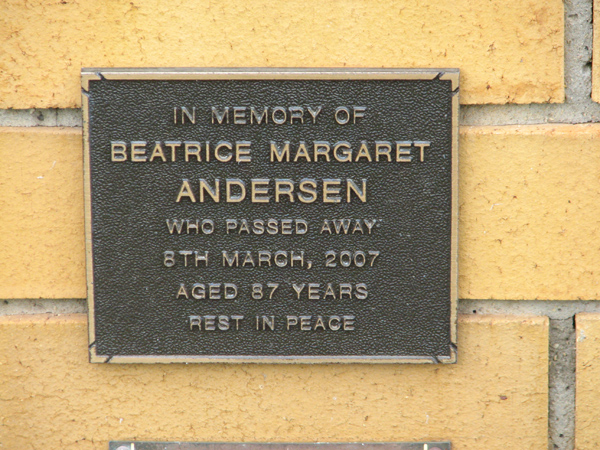 IN MEMORY OF
BEATRICE MARGARET
ANDERSEN
WHO PASSED AWAY
8TH MARCH, 2007
AGED 87 YEARS
REST IN PEACE